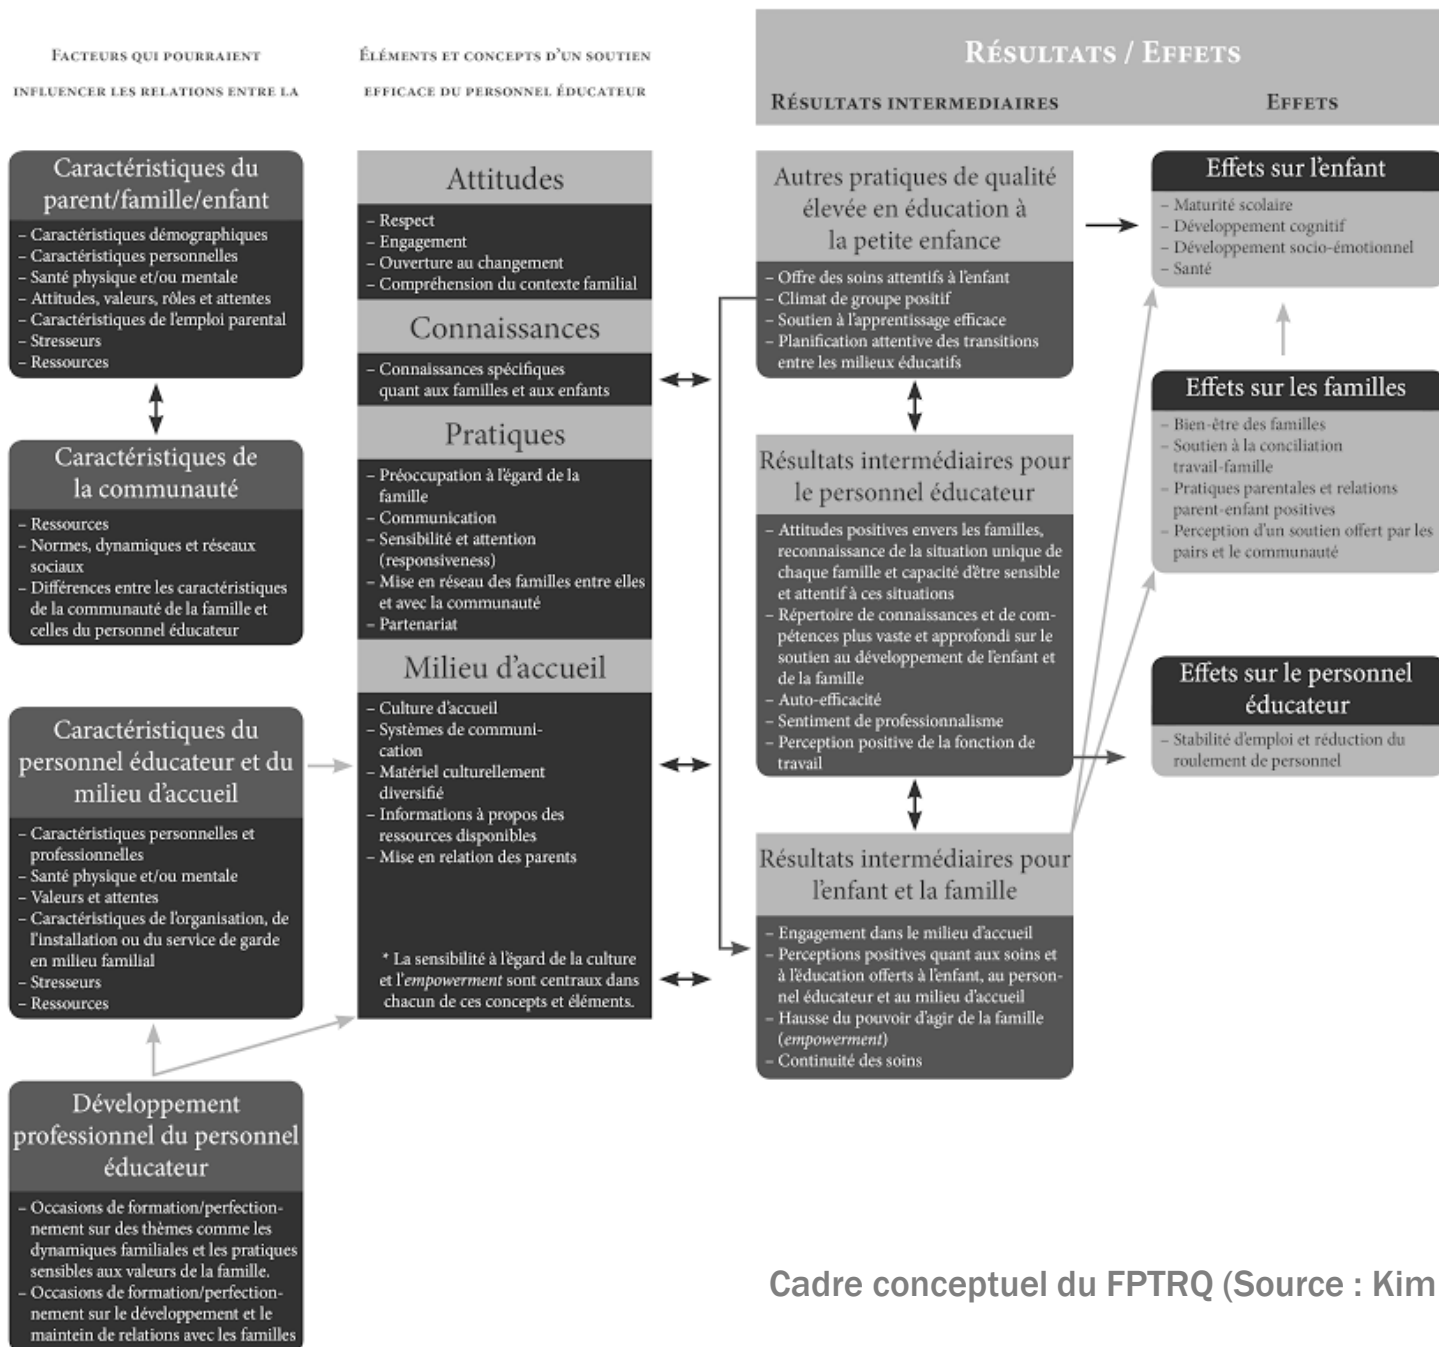 FACTEURS QUI POURRAIENT
INFLUENCER LES RELATIONS ENTRE LA
ÉLÉMENTS ET CONCEPTS D'UN SOUTIEN
EFFICACE DU PERSONNEL ÉDUCATEUR
RÉSULTATS / EFFETS
RÉSULTATS INTERMEDIAIRES
EFFETS
Caractéristiques du
parent/famille/enfant
– Caractéristiques démographiques
– Caractéristiques personnelles
– Santé physique et/ou mentale
– Attitudes, valeurs, rôles et attentes
– Caractéristiques de l'emploi parental
– Stresseurs
– Ressources
Caractéristiques de
la communauté
– Ressources
– Normes, dynamiques et réseaux
sociaux
– Différences entre les caractéristiques
de la communauté de la famille et
celles du personnel éducateur
Caractéristiques du
personnel éducateur et du
milieu d'accueil
– Caractéristiques personnelles et
professionnelles
– Santé physique et/ou mentale
– Valeurs et attentes
– Caractéristiques de l'organisation, de
l'installation ou du service de garde
en milieu familial
– Stresseurs
– Ressources
Développement
professionnel du personnel
éducateur
– Occasions de formation/perfection-
nement sur des thèmes comme les
dynamiques familiales et les pratiques
sensibles aux valeurs de la famille.
– Occasions de formation/perfection-
nement sur le développement et le
maintein de relations avec les familles
Attitudes
– Respect
– Engagement
– Ouverture au changement
– Compréhension du contexte familial
Connaissances
– Connaissances spécifiques
quant aux familles et aux enfants
Pratiques
– Préoccupation à l'égard de la
famille
– Communication
– Sensibilité et attention
(responsiveness)
– Mise en réseau des familles entre elles
et avec la communauté
– Partenariat
Milieu d'accueil
– Culture d'accueil
– Systèmes de communi-
cation
– Matériel culturellement
diversifié
– Informations à propos des
ressources disponibles
– Mise en relation des parents
* La sensibilité à l'égard de la culture
et l'empowerment sont centraux dans
chacun de ces concepts et éléments.
Autres pratiques de qualité
élevée en éducation à
la petite enfance
– Offre des soins attentifs à l'enfant
– Climat de groupe positif
– Soutien à l'apprentissage efficace
– Planification attentive des transitions
entre les milieux éducatifs
Résultats intermédiaires pour
le personnel éducateur
– Attitudes positives envers les familles,
reconnaissance de la situation unique de
chaque famille et capacité d'être sensible
et attentif à ces situations
– Répertoire de connaissances et de com-
pétences plus vaste et approfondi sur le
soutien au développement de l'enfant et
de la famille
– Auto-efficacité
– Sentiment de professionnalisme
– Perception positive de la fonction de
travail
Résultats intermédiaires pour
l'enfant et la famille
– Engagement dans le milieu d'accueil
– Perceptions positives quant aux soins et
à l'éducation offerts à l'enfant, au person-
nel éducateur et au milieu d'accueil
– Hausse du pouvoir d'agir de la famille
(empowerment)
– Continuité des soins
Effets sur l'enfant
– Maturité scolaire
– Développement cognitif
– Développement socio-émotionnel
– Santé
Effets sur les familles
– Bien-être des familles
– Soutien à la conciliation
travail-famille
– Pratiques parentales et relations
parent-enfant positives
– Perception d'un soutien offert par les
pairs et le communauté
Effets sur le personnel
éducateur
– Stabilité d'emploi et réduction du
roulement de personnel
Cadre conceptuel du FPTRQ (Source : Kim